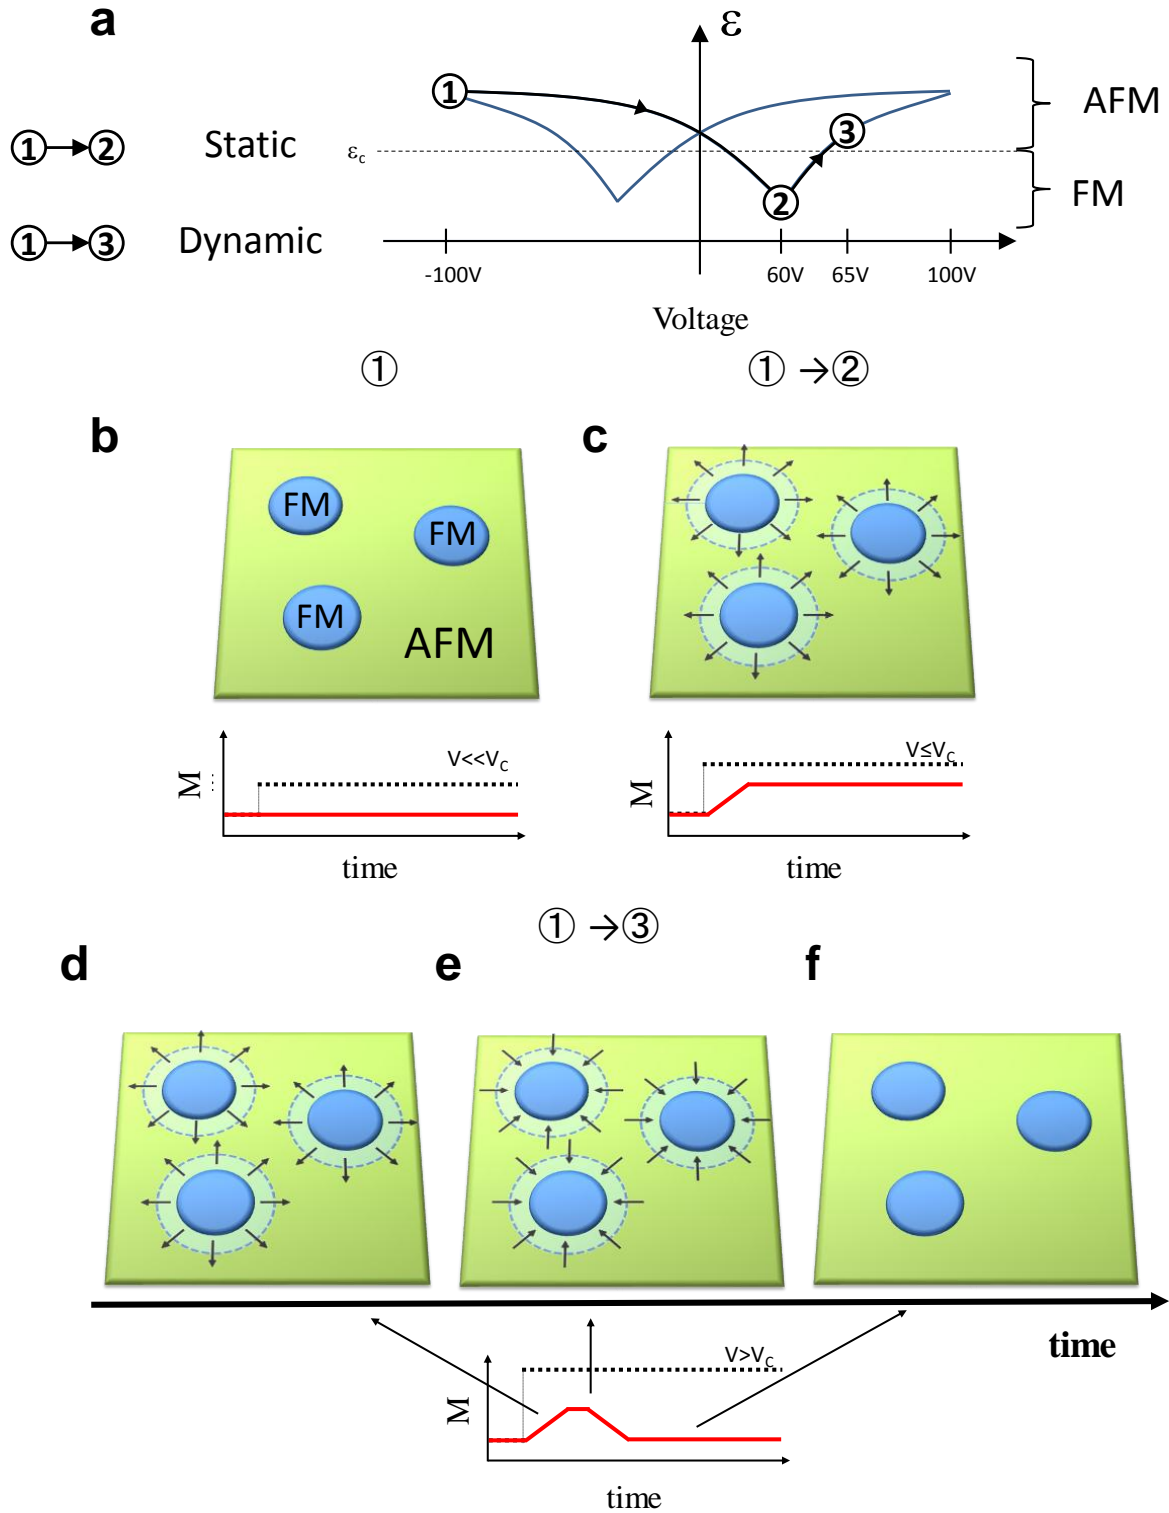 a
ε
AFM
① → ② Static
εc
③
①
②
FM
① → ③ Dynamic
-100V 60V 65V 100V
Voltage
① ① → ②
b c
FM
FM
FM
AFM
V<<VC
M
time
V≤VC
M
time
① → ③
d e f
time
V>VC
M
time